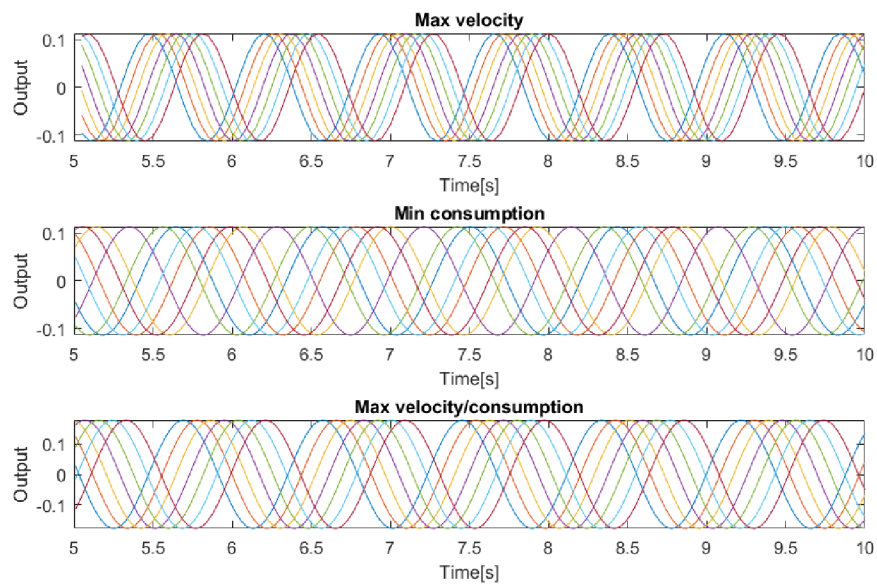 Max velocity
0.1
0
-0.1
Output
5 5.5 6 6.5 7 7.5 8 8.5 9 9.5 10
Time[s]
Min consumption
0.1
0
-0.1
Output
5 5.5 6 6.5 7 7.5 8 8.5 9 9.5 10
Time[s]
Max velocity/consumption
0.1
0
-0.1
Output
5 5.5 6 6.5 7 7.5 8 8.5 9 9.5 10
Time[s]